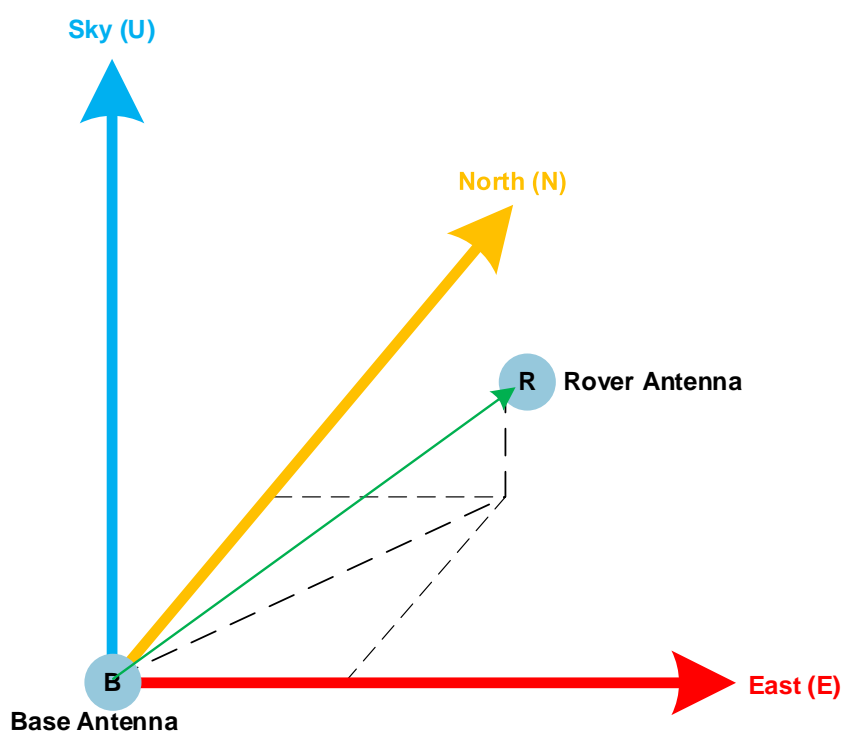 Sky (U)
North (N)
R
Rover Antenna
B
East (E)
Base Antenna